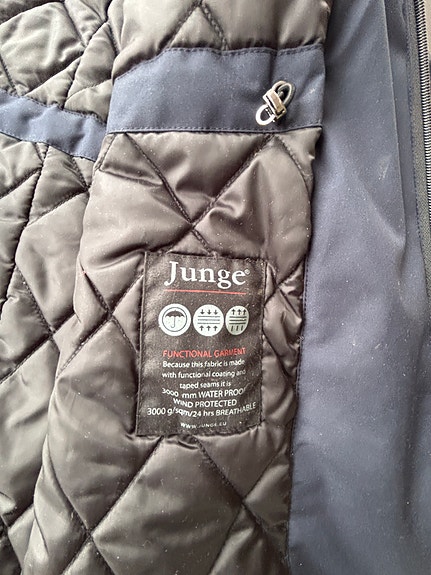 Junge®
FUNCTIONAL GARMENT
Because this fabric is made
with functional coating and
taped seams it is
3000 mm WATER PROOF
WIND PROTECTED
3000 g/sqm/24 hrs BREATHABLE
WWW.JUNGE.EU